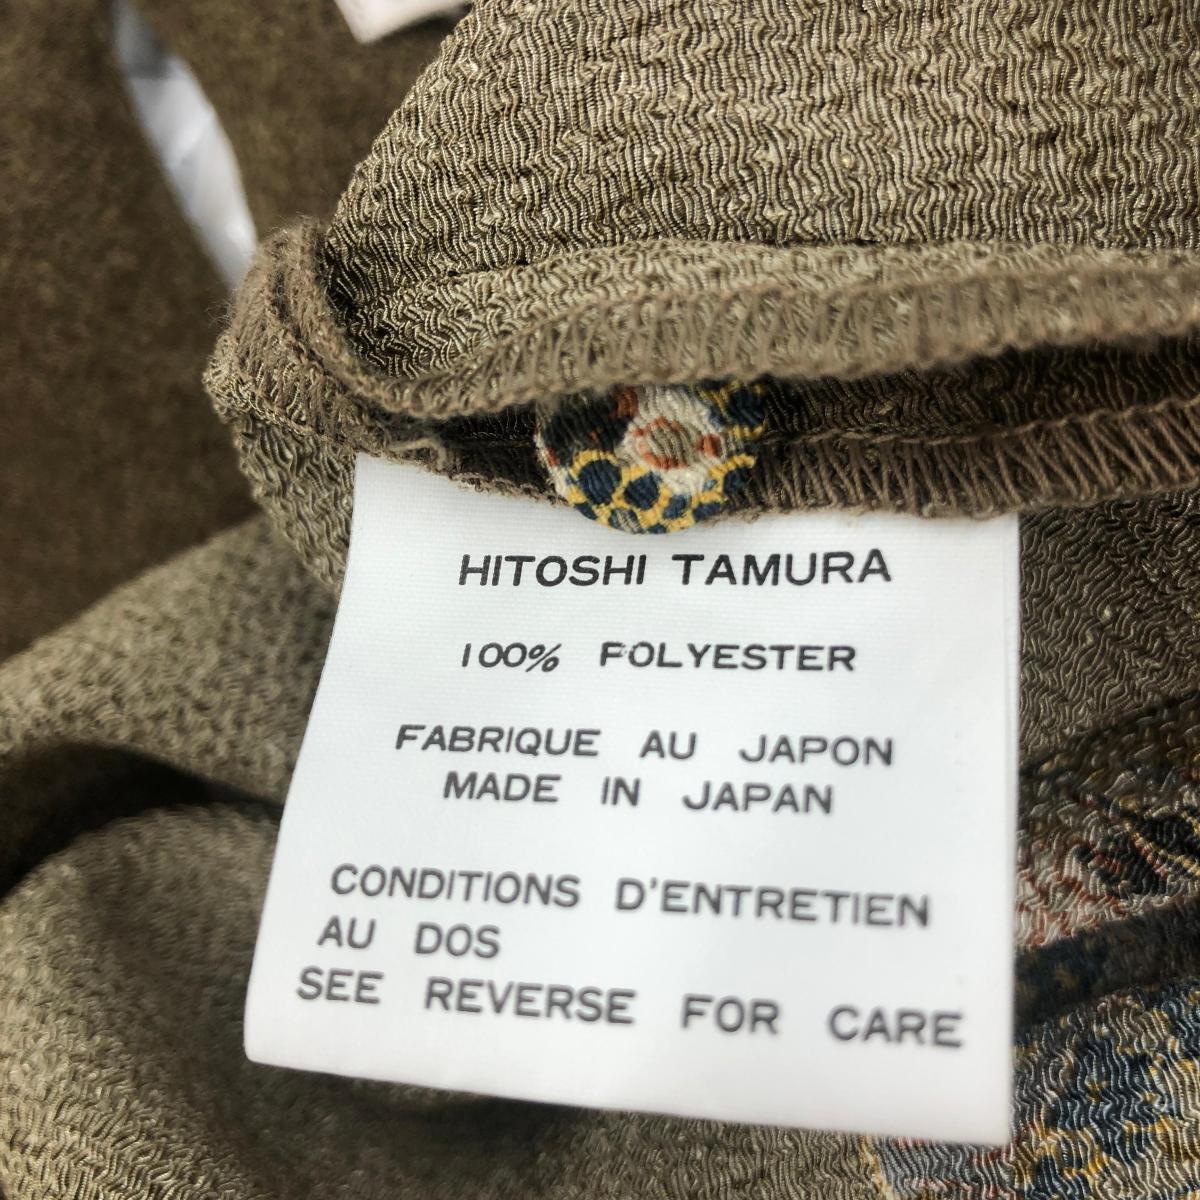 HITOSHI TAMURA
100% POLYESTER
FABRIQUE AU JAPON
MADE IN JAPAN
CONDITIONS D'ENTRETIEN
AU DOS
SEE REVERSE FOR CARE